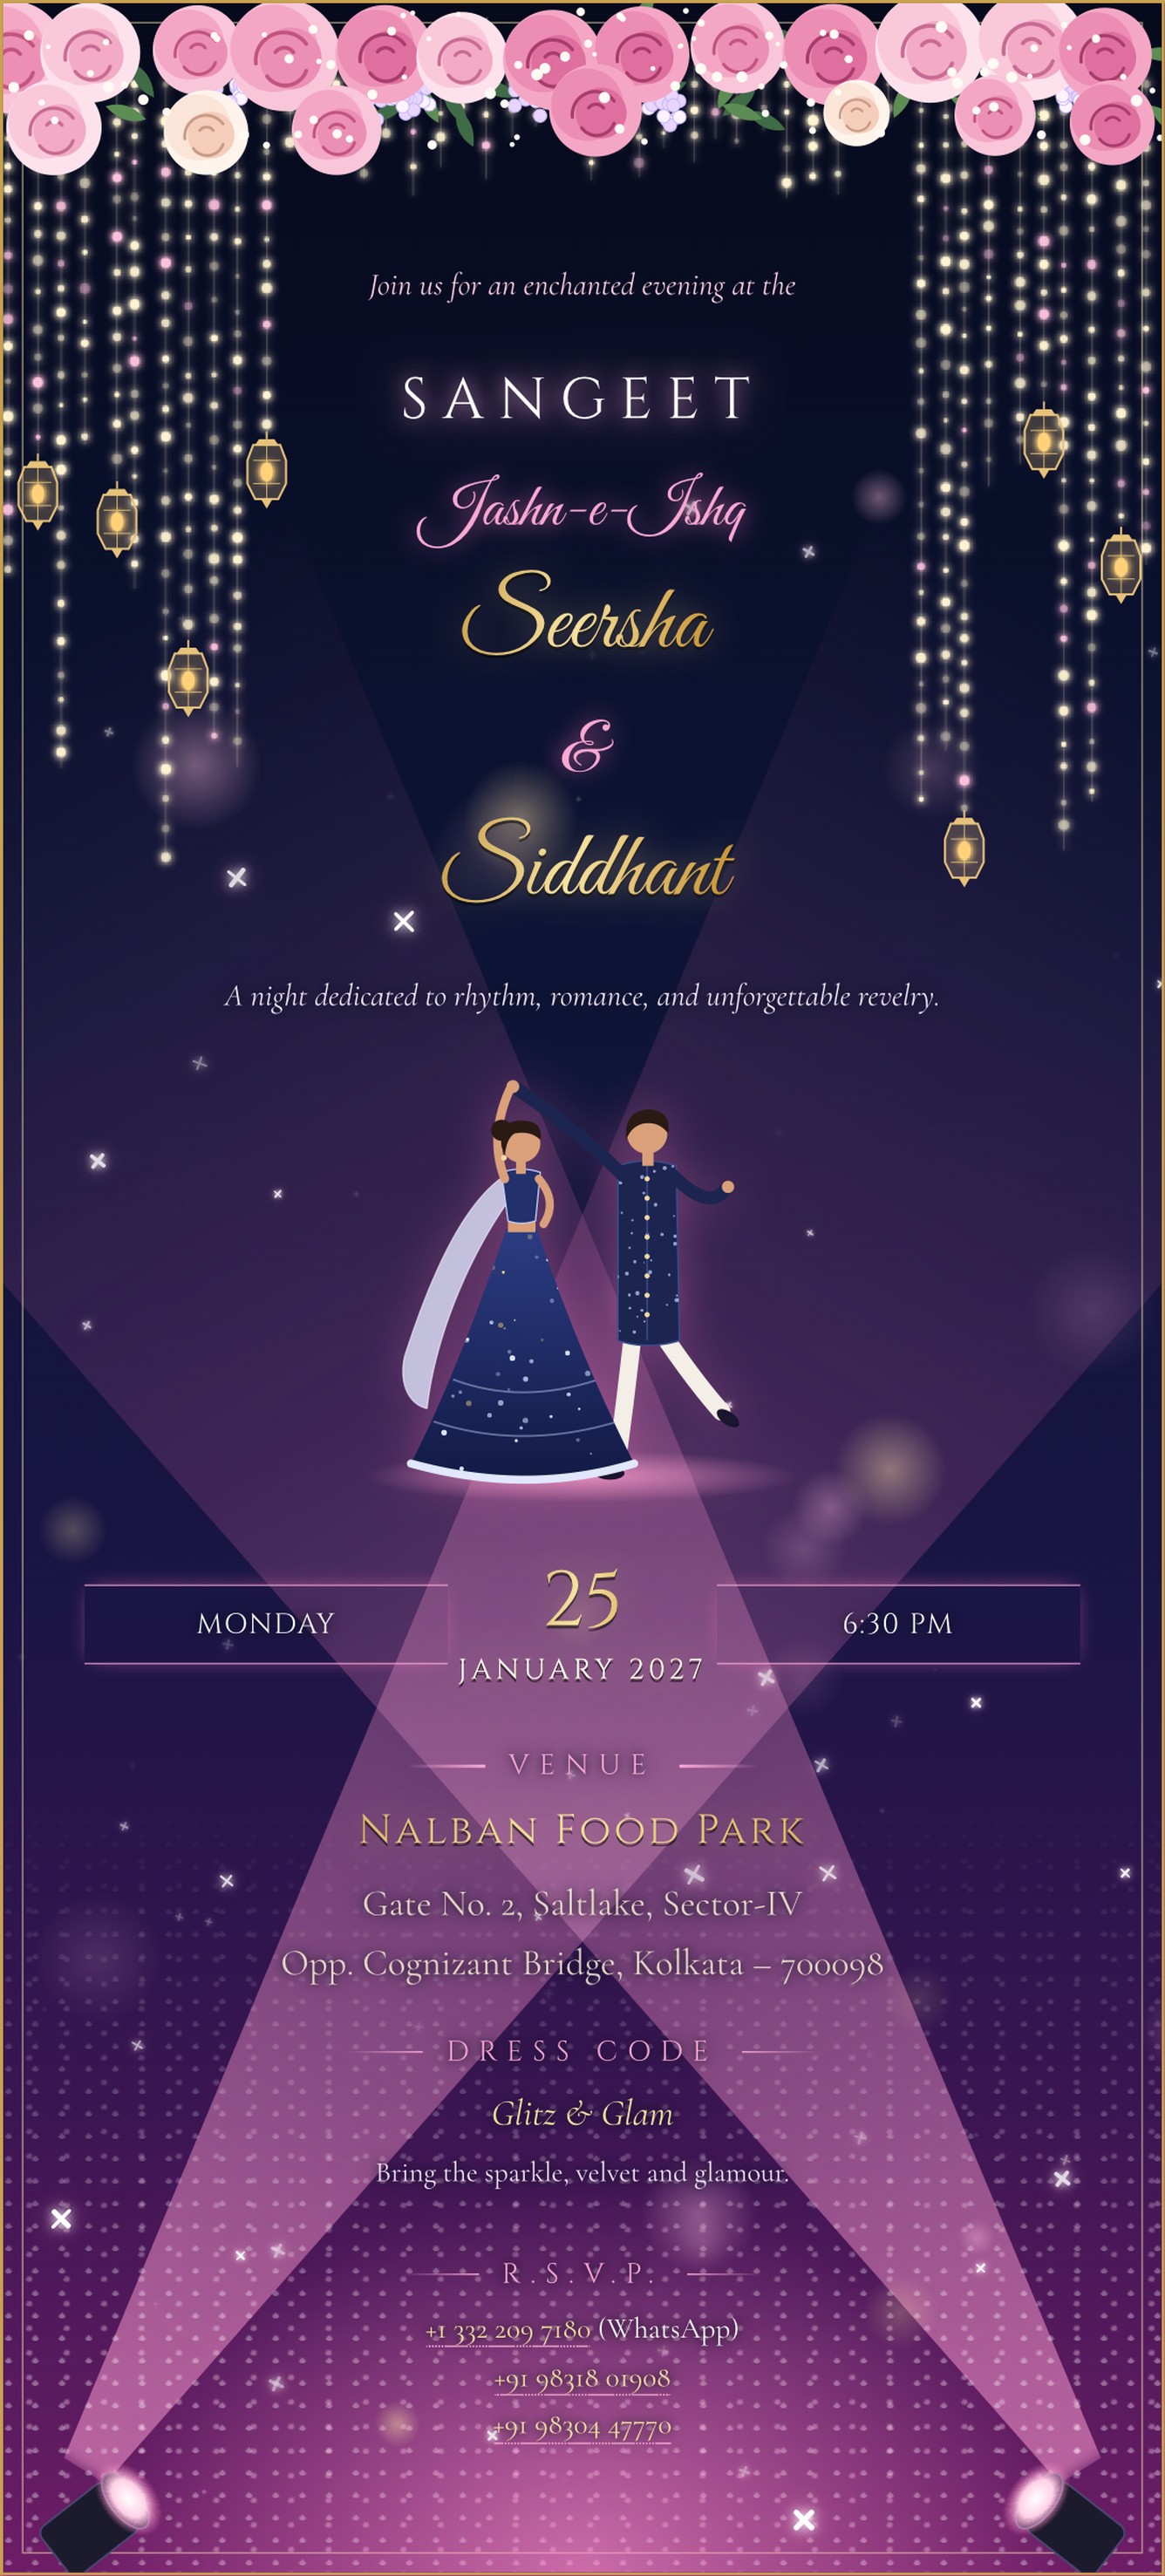 Join us for an enchanted evening at the
SANGEET
Jashn-e-Ishq
Seersha
&
Siddhant
A night dedicated to rhythm, romance, and unforgettable revelry.
MONDAY
25
JANUARY 2027
6:30 PM
VENUE
Nalban Food Park
Gate No. 2, Saltlake, Sector-IV
Opp. Cognizant Bridge, Kolkata – 700098
DRESS CODE
Glitz & Glam
Bring the sparkle, velvet and glamour.
R.S.V.P.
+1 332 209 7180 (WhatsApp)
+91 98318 01908
+91 98304 47770